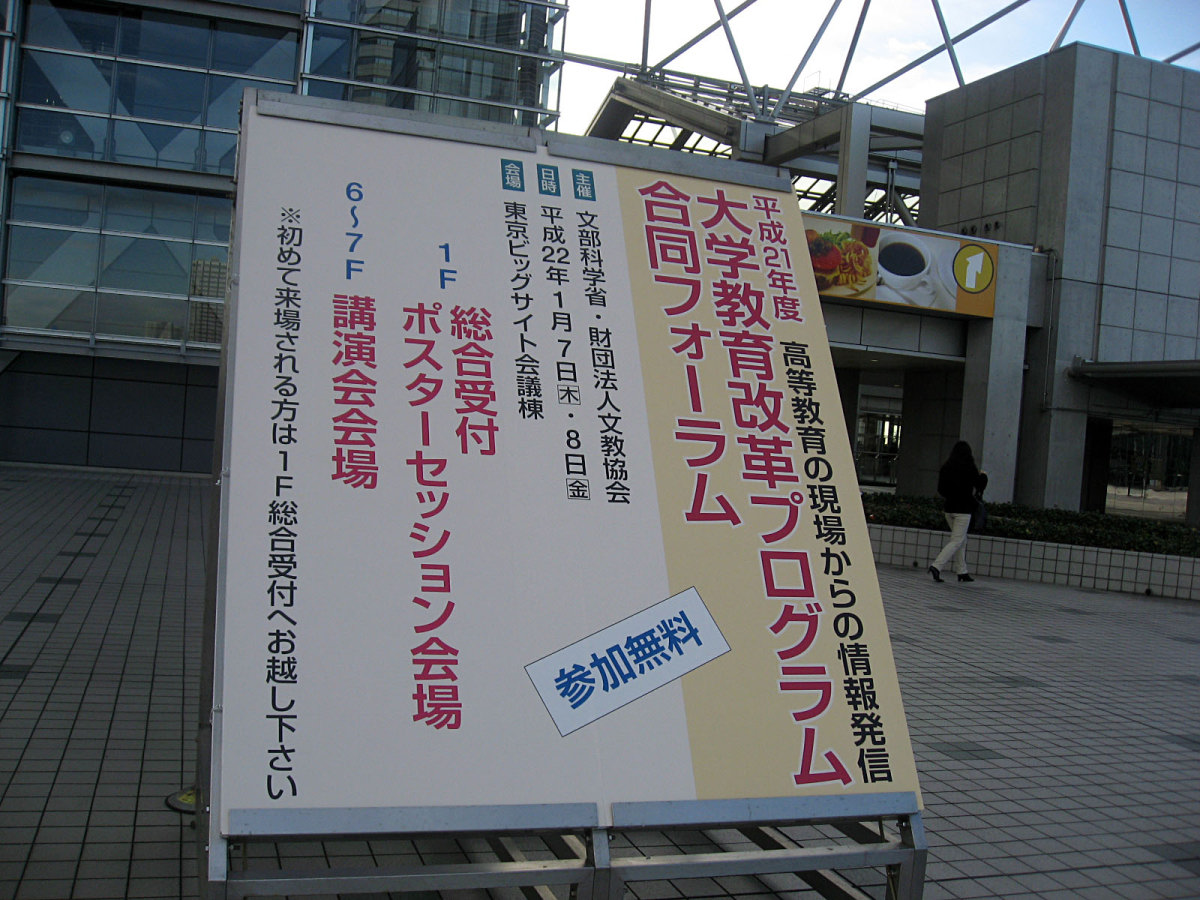 高等教育の現場からの情報発信
平成21年度
大学教育改革プログラム
合同フォーラム
主催 文部科学省・財団法人文教協会
日時 平成22年1月7日木・8日金
会場 東京ビッグサイト会議棟
参加無料
1F 総合受付
ポスターセッション会場
6～7F 講演会会場
※初めて来場される方は1F総合受付へお越し下さい
1